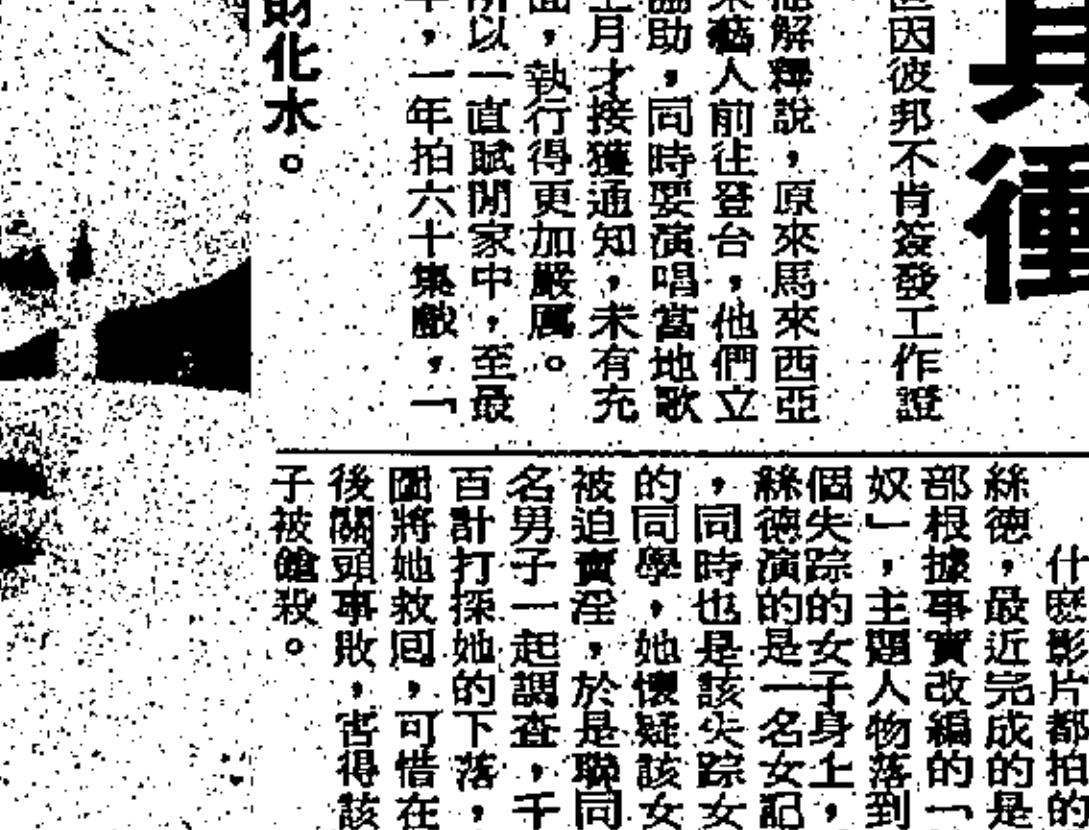 因彼邦不肯簽發工作證
解釋說，原來馬來西亞
藝人前往登台，他們立
協助，同時要演唱當地歌
月才接獲通知，未有充
面，執行得更加嚴厲。
所以一直賦閒家中，至最
年，一年拍六十集戲，一
財化水。
什麽影片都拍的
絲德，最近完成的是
部根據事實改編的「
奴」，主題人物落到
個失踪的女子身上，
絲德演的是一名女記
，同時也是該失踪女
的同學，她懷疑該女
被迫賣淫，於是聯同
名男子一起調查，千
百計打探她的下落，
圖將她救回，可惜在
後關頭事敗，害得該
子被鎗殺。